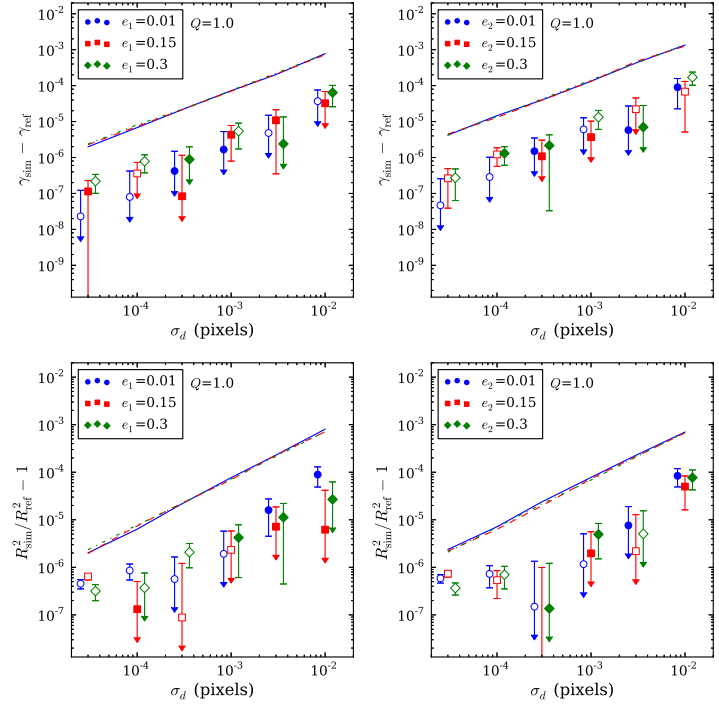 e₁=0.01 Q=1.0
e₁=0.15
e₁=0.3
10⁻²
10⁻³
10⁻⁴
10⁻⁵
10⁻⁶
10⁻⁷
10⁻⁸
10⁻⁹
γsim − γref
10⁻⁴ 10⁻³ 10⁻²
σd (pixels)
e₂=0.01 Q=1.0
e₂=0.15
e₂=0.3
10⁻²
10⁻³
10⁻⁴
10⁻⁵
10⁻⁶
10⁻⁷
10⁻⁸
10⁻⁹
γsim − γref
10⁻⁴ 10⁻³ 10⁻²
σd (pixels)
e₁=0.01 Q=1.0
e₁=0.15
e₁=0.3
10⁻²
10⁻³
10⁻⁴
10⁻⁵
10⁻⁶
10⁻⁷
R²sim/R²ref − 1
10⁻⁴ 10⁻³ 10⁻²
σd (pixels)
e₂=0.01 Q=1.0
e₂=0.15
e₂=0.3
10⁻²
10⁻³
10⁻⁴
10⁻⁵
10⁻⁶
10⁻⁷
R²sim/R²ref − 1
10⁻⁴ 10⁻³ 10⁻²
σd (pixels)